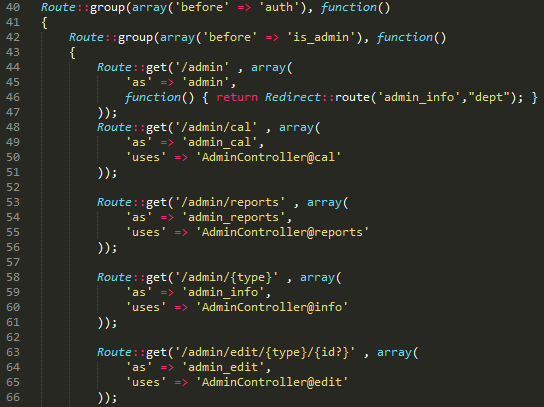 40 Route::group(array('before' => 'auth'), function()
41 {
42     Route::group(array('before' => 'is_admin'), function()
43     {
44         Route::get('/admin' , array(
45             'as' => 'admin',
46             function() { return Redirect::route('admin_info',"dept"); }
47         ));
48         Route::get('/admin/cal' , array(
49             'as' => 'admin_cal',
50             'uses' => 'AdminController@cal'
51         ));
52
53         Route::get('/admin/reports' , array(
54             'as' => 'admin_reports',
55             'uses' => 'AdminController@reports'
56         ));
57
58         Route::get('/admin/{type}' , array(
59             'as' => 'admin_info',
60             'uses' => 'AdminController@info'
61         ));
62
63         Route::get('/admin/edit/{type}/{id?}' , array(
64             'as' => 'admin_edit',
65             'uses' => 'AdminController@edit'
66         ));